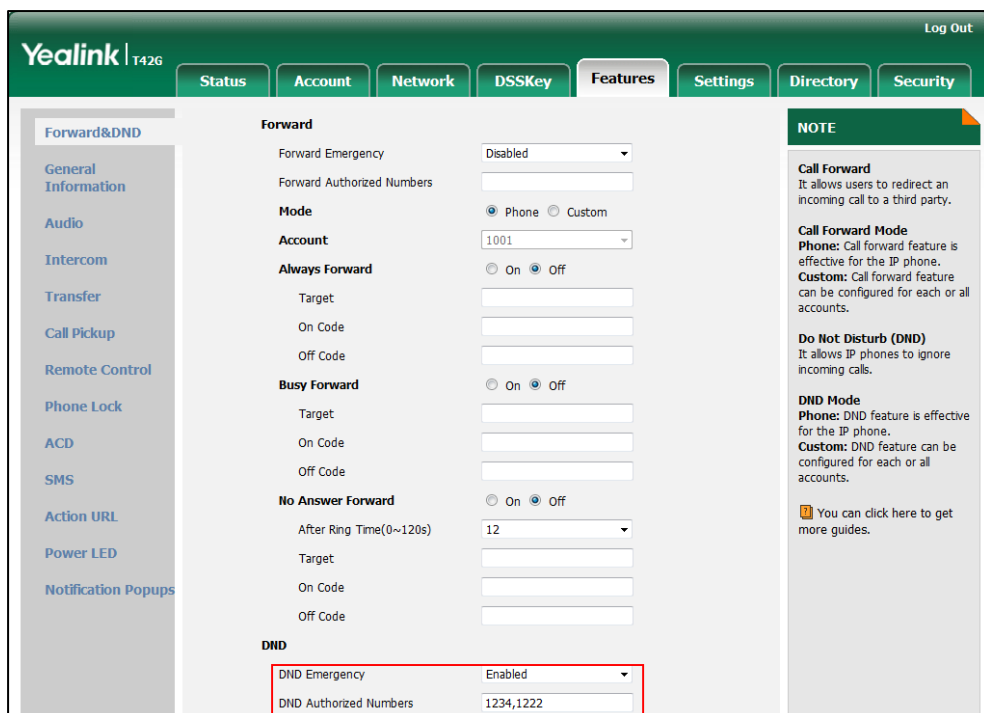 Log Out
Yealink T42G
Status Account Network DSSKey Features Settings Directory Security
Forward&DND
General
Information
Audio
Intercom
Transfer
Call Pickup
Remote Control
Phone Lock
ACD
SMS
Action URL
Power LED
Notification Popups
Forward
Forward Emergency Disabled
Forward Authorized Numbers
Mode Phone Custom
Account 1001
Always Forward On Off
Target
On Code
Off Code
Busy Forward On Off
Target
On Code
Off Code
No Answer Forward On Off
After Ring Time(0~120s) 12
Target
On Code
Off Code
DND
DND Emergency Enabled
DND Authorized Numbers 1234,1222
NOTE
Call Forward
It allows users to redirect an
incoming call to a third party.
Call Forward Mode
Phone: Call forward feature is
effective for the IP phone.
Custom: Call forward feature
can be configured for each or all
accounts.
Do Not Disturb (DND)
It allows IP phones to ignore
incoming calls.
DND Mode
Phone: DND feature is effective
for the IP phone.
Custom: DND feature can be
configured for each or all
accounts.
? You can click here to get
more guides.